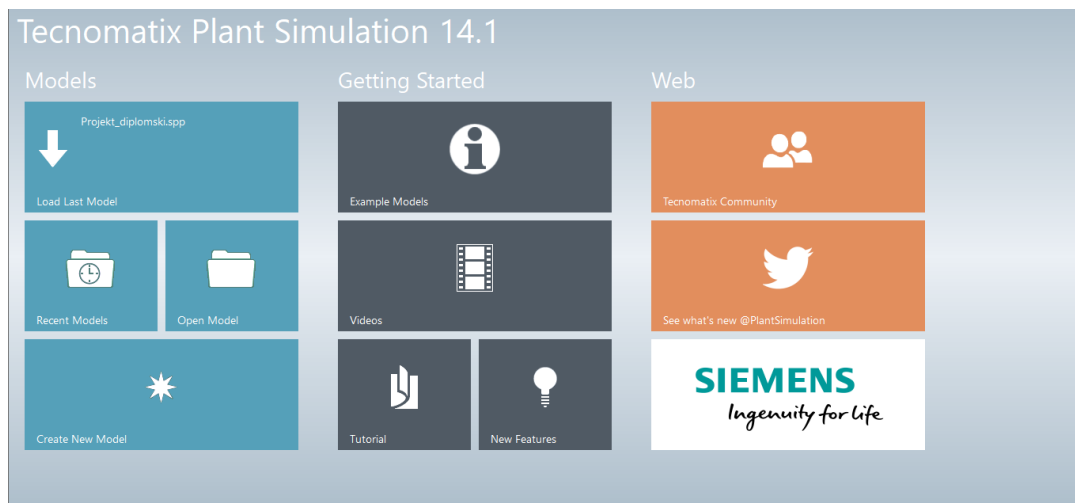 Tecnomatix Plant Simulation 14.1
Models
Projekt_diplomski.spp
Load Last Model
Recent Models
Open Model
Create New Model
Getting Started
Example Models
Videos
Tutorial
New Features
Web
Tecnomatix Community
See what's new @PlantSimulation
SIEMENS
Ingenuity for life